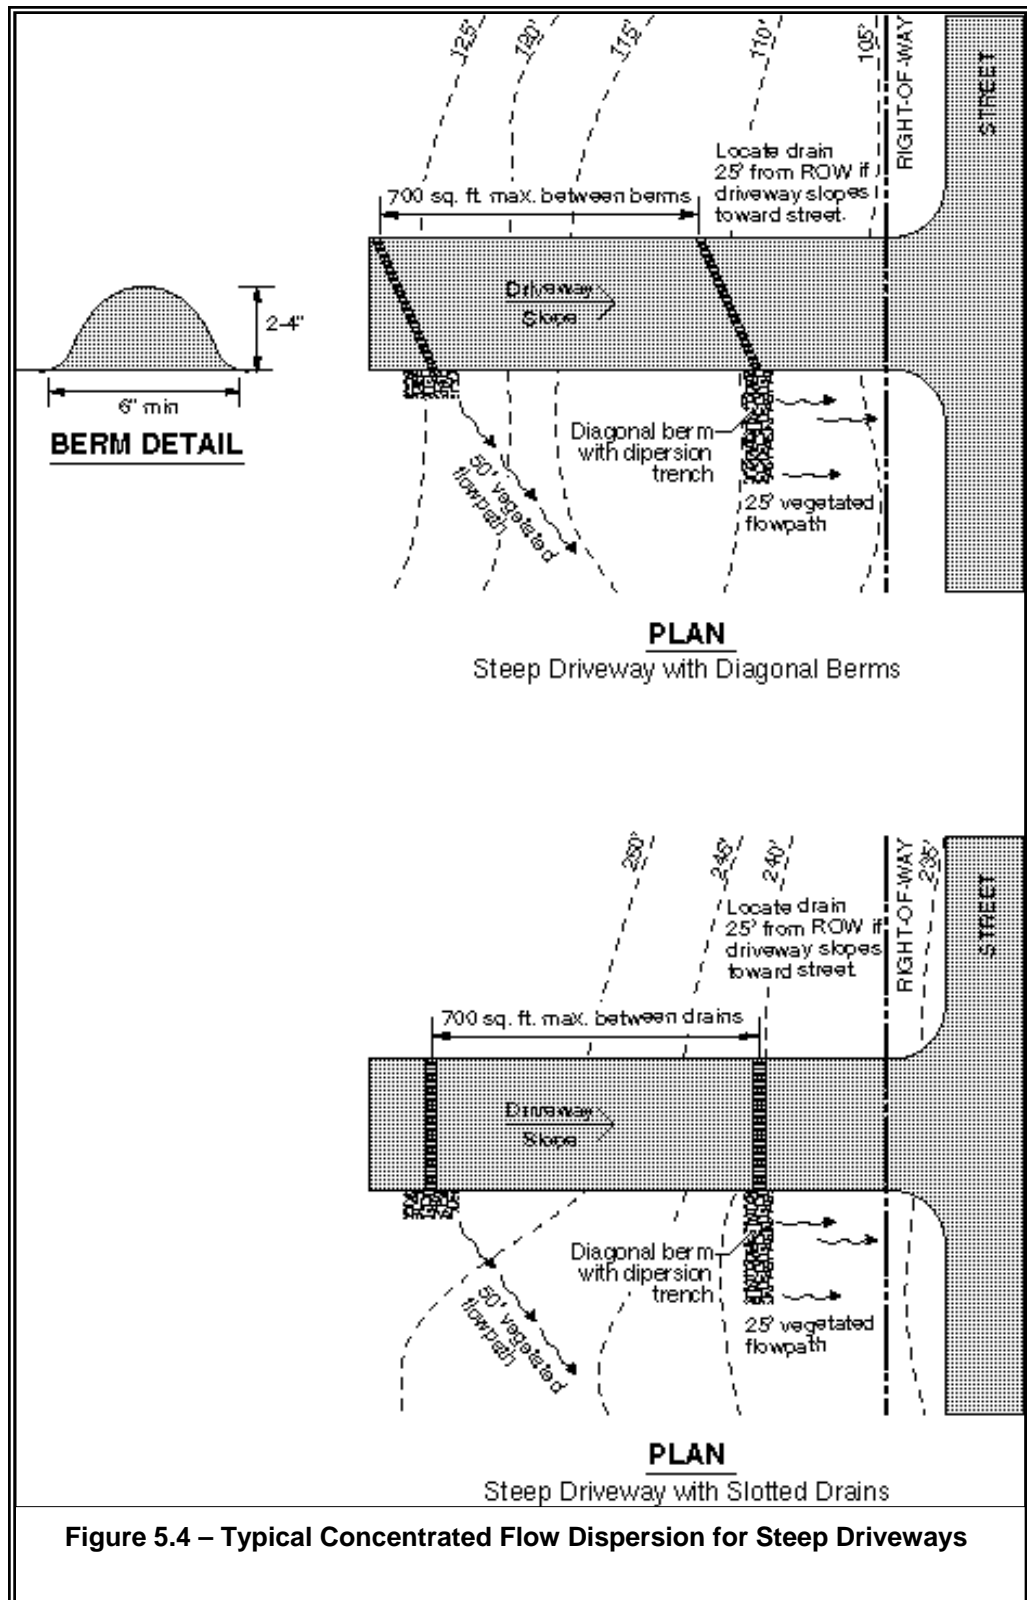 125'
120'
115'
110'
105'
RIGHT-OF-WAY
STREET
Locate drain
25' from ROW if
driveway slopes
toward street.
700 sq. ft. max. between berms
Driveway
Slope
2-4"
6" min
BERM DETAIL
Diagonal berm
with dipersion
trench
50' vegetated
flowpath
25' vegetated
flowpath
PLAN
Steep Driveway with Diagonal Berms
245'
240'
RIGHT-OF-WAY
235'
STREET
Locate drain
25' from ROW if
driveway slopes
toward street.
700 sq. ft. max. between drains
Driveway
Slope
Diagonal berm
with dipersion
trench
50' vegetated
flowpath
25' vegetated
flowpath
PLAN
Steep Driveway with Slotted Drains
Figure 5.4 – Typical Concentrated Flow Dispersion for Steep Driveways